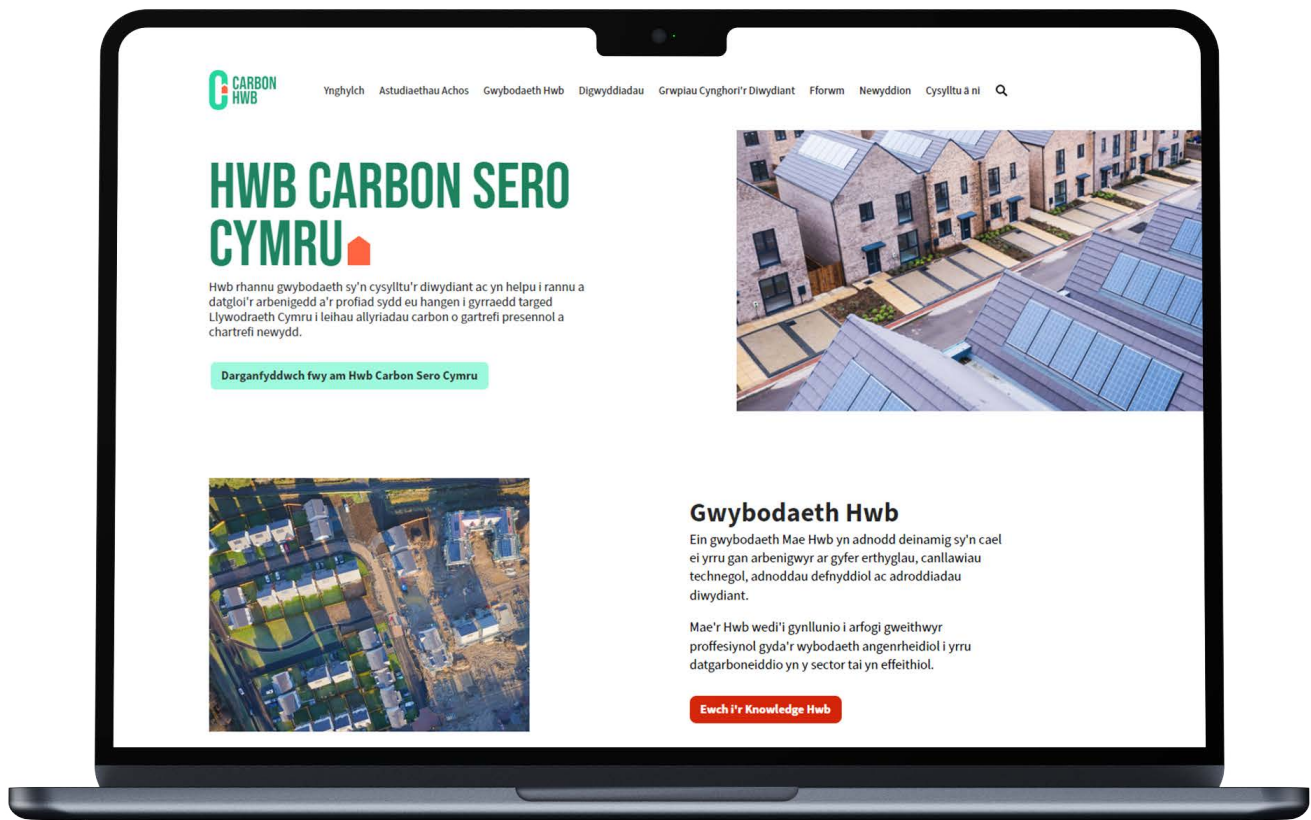 CARBON
HWB
Ynghylch Astudiaethau Achos Gwybodaeth Hwb Digwyddiadau Grwpiau Cynghori'r Diwydiant Fforwm Newyddion Cysylltu â ni
HWB CARBON SERO
CYMRU
Hwb rhannu gwybodaeth sy'n cysylltu'r diwydiant ac yn helpu i rannu a
datgloi'r arbenigedd a'r profiad sydd eu hangen i gyrraedd targed
Llywodraeth Cymru i leihau allyriadau carbon o gartrefi presennol a
chartrefi newydd.
Darganfyddwch fwy am Hwb Carbon Sero Cymru
Gwybodaeth Hwb
Ein gwybodaeth Mae Hwb yn adnodd deinamig sy'n cael
ei yrru gan arbenigwyr ar gyfer erthyglau, canllawiau
technegol, adnoddau defnyddiol ac adroddiadau
diwydiant.
Mae'r Hwb wedi'i gynllunio i arfogi gweithwyr
proffesiynol gyda'r wybodaeth angenrheidiol i yrru
datgarboneiddio yn y sector tai yn effeithiol.
Ewch i'r Knowledge Hwb